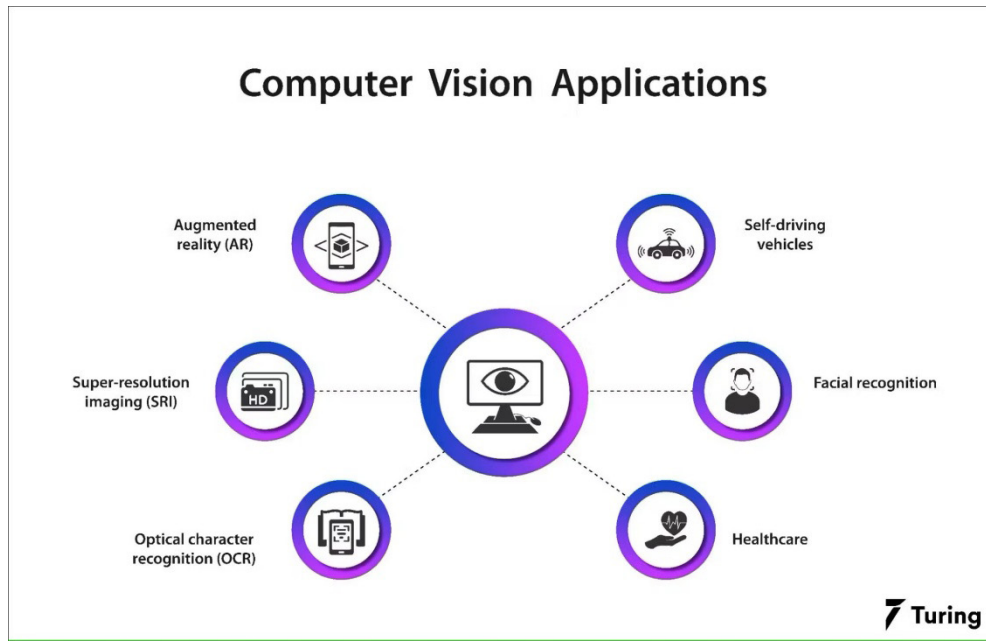 Computer Vision Applications
Augmented
reality (AR)
Self-driving
vehicles
Super-resolution
imaging (SRI)
HD
Facial recognition
Optical character
recognition (OCR)
Healthcare
Turing